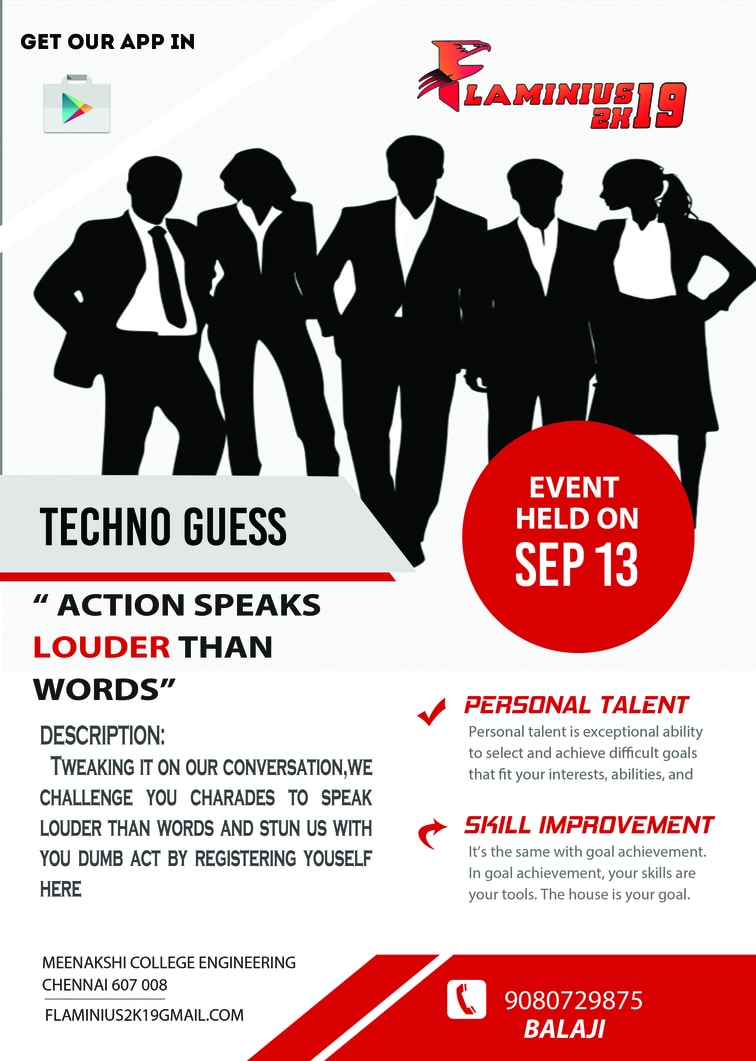 GET OUR APP IN
FLAMINIUS
2K19
TECHNO GUESS
EVENT
HELD ON
SEP 13
“ ACTION SPEAKS
LOUDER THAN
WORDS”
DESCRIPTION:
TWEAKING IT ON OUR CONVERSATION,WE
CHALLENGE YOU CHARADES TO SPEAK
LOUDER THAN WORDS AND STUN US WITH
YOU DUMB ACT BY REGISTERING YOUSELF
HERE
PERSONAL TALENT
Personal talent is exceptional ability
to select and achieve difficult goals
that fit your interests, abilities, and
SKILL IMPROVEMENT
It’s the same with goal achievement.
In goal achievement, your skills are
your tools. The house is your goal.
MEENAKSHI COLLEGE ENGINEERING
CHENNAI 607 008
FLAMINIUS2K19GMAIL.COM
9080729875
BALAJI